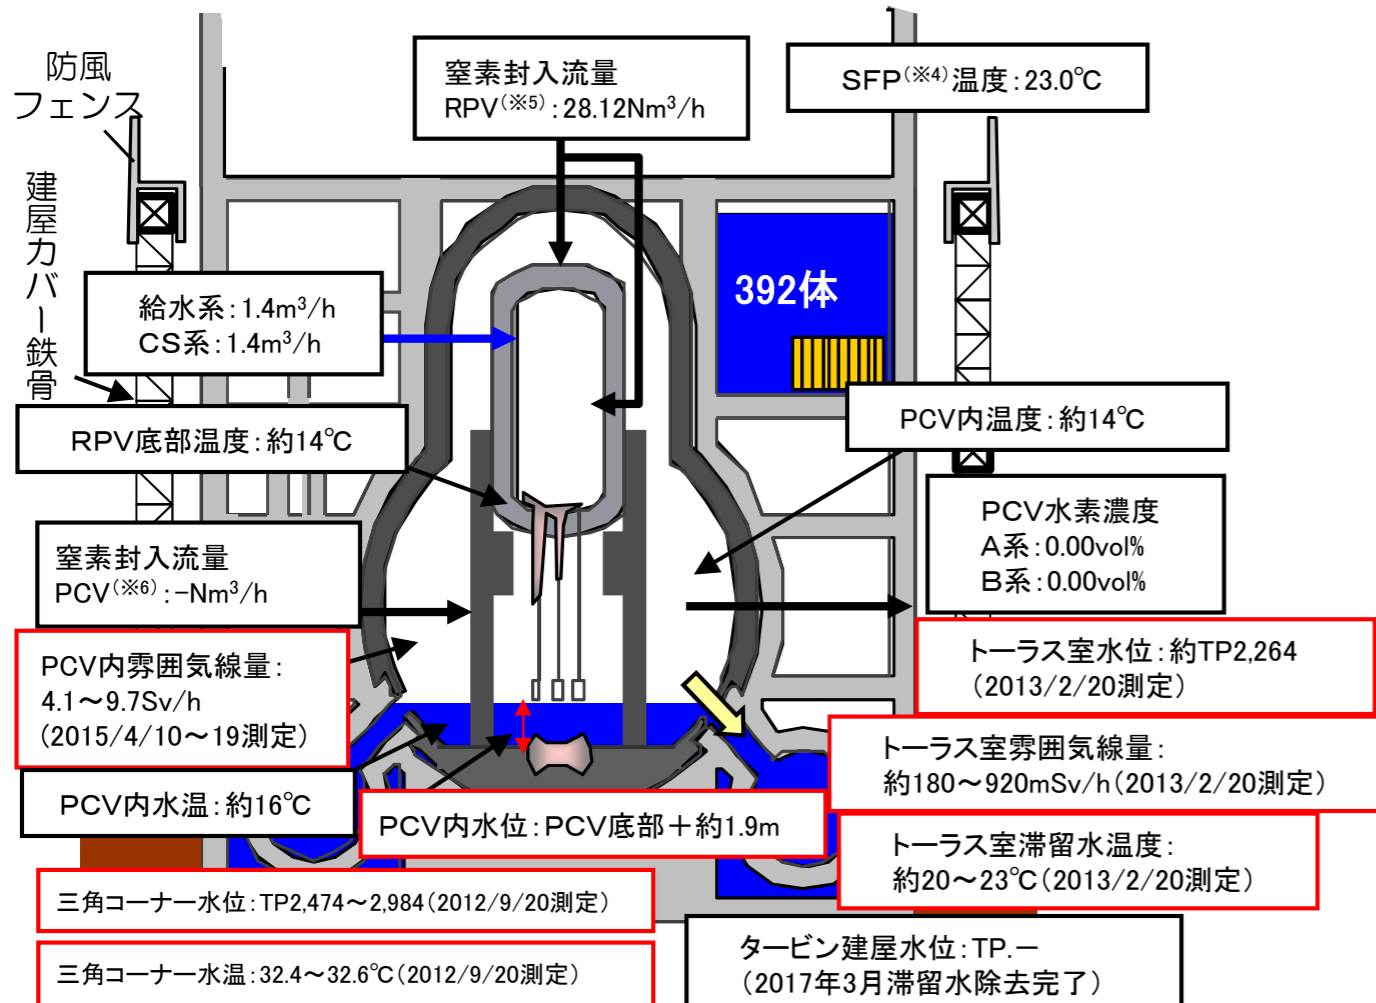 防風
フェンス
建屋カバー鉄骨
窒素封入流量
RPV(※5):28.12Nm³/h
SFP(※4)温度:23.0℃
392体
給水系:1.4m³/h
CS系:1.4m³/h
RPV底部温度:約14℃
PCV内温度:約14℃
窒素封入流量
PCV(※6):-Nm³/h
PCV水素濃度
A系:0.00vol%
B系:0.00vol%
PCV内雰囲気線量:
4.1~9.7Sv/h
(2015/4/10~19測定)
トーラス室水位:約TP2,264
(2013/2/20測定)
トーラス室雰囲気線量:
約180~920mSv/h(2013/2/20測定)
PCV内水温:約16℃
PCV内水位:PCV底部+約1.9m
トーラス室滞留水温度:
約20~23℃(2013/2/20測定)
三角コーナー水位:TP2,474~2,984(2012/9/20測定)
三角コーナー水温:32.4~32.6℃(2012/9/20測定)
タービン建屋水位:TP.-
(2017年3月滞留水除去完了)